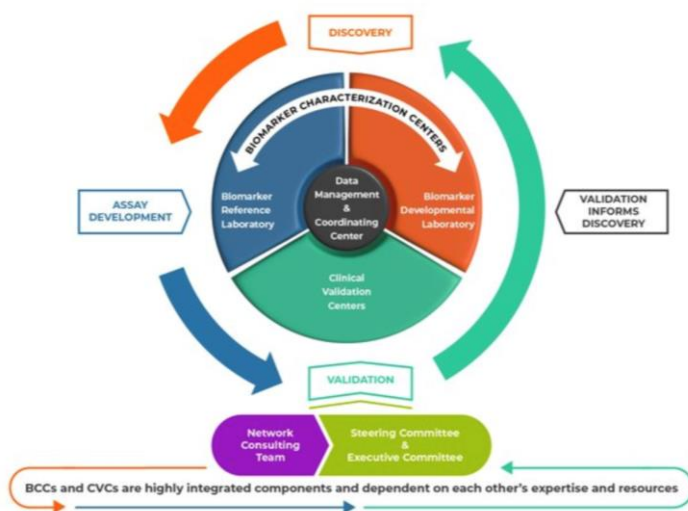 DISCOVERY
BIOMARKER CHARACTERIZATION CENTERS
ASSAY
DEVELOPMENT
Biomarker
Reference
Laboratory
Data
Management
&
Coordinating
Center
Biomarker
Developmental
Laboratory
VALIDATION
INFORMS
DISCOVERY
Clinical
Validation
Centers
VALIDATION
Network
Consulting
Team
Steering Committee
&
Executive Committee
BCCs and CVCs are highly integrated components and dependent on each other's expertise and resources